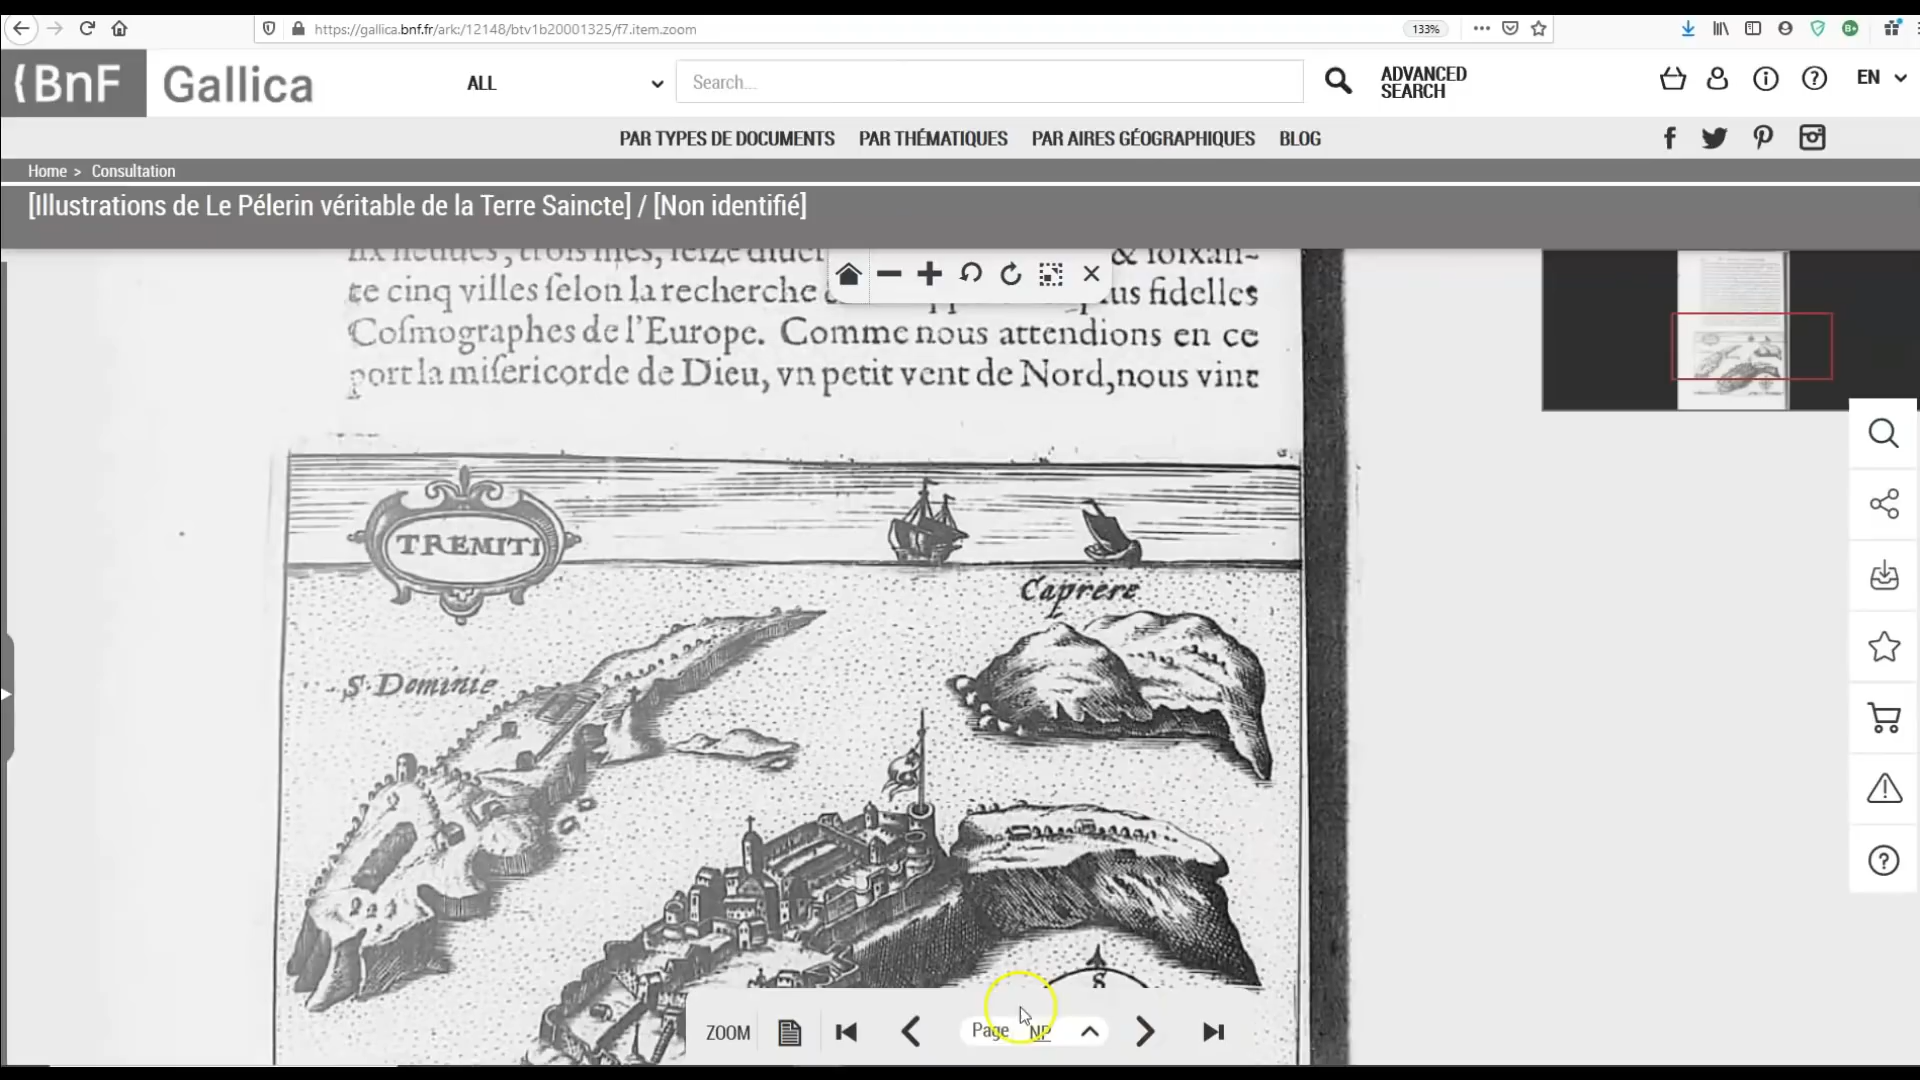 https://gallica.bnf.fr/ark:/12148/btv1b20001325/f7.item.zoom
133%
BnF Gallica
ALL
Search...
ADVANCED
SEARCH
EN
PAR TYPES DE DOCUMENTS PAR THÉMATIQUES PAR AIRES GÉOGRAPHIQUES BLOG
Home > Consultation
[Illustrations de Le Pélerin véritable de la Terre Saincte] / [Non identifié]
& ſoixan-
te cinq villes ſelon la recherche fidelles
Coſmographes de l'Europe. Comme nous attendions en ce
port la miſericorde de Dieu, vn petit vent de Nord, nous vint
TREMITI
Caprere
S. Dominie
S
ZOOM
Page NP